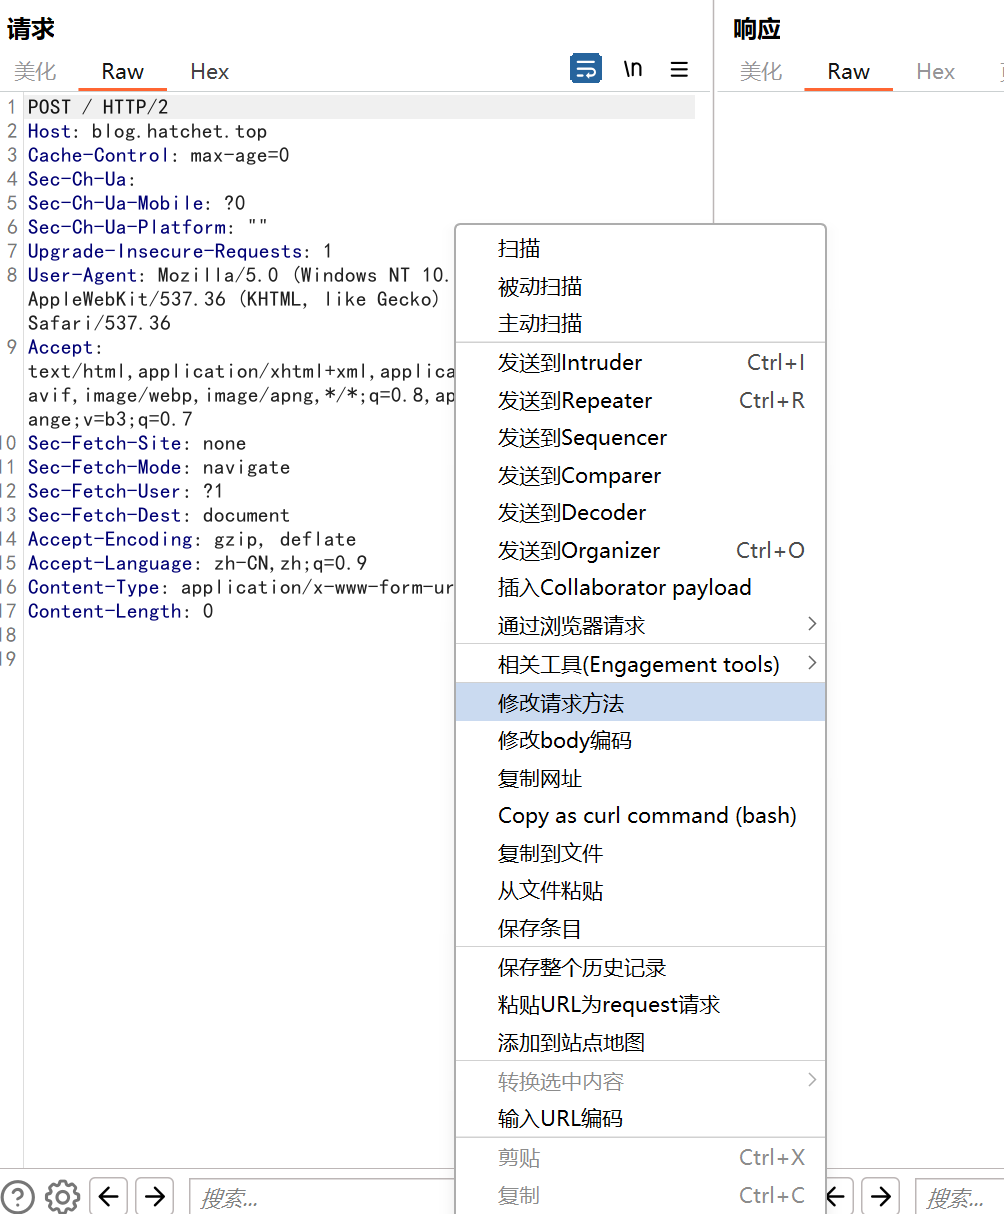 请求
美化 Raw Hex \n
1 POST / HTTP/2
2 Host: blog.hatchet.top
3 Cache-Control: max-age=0
4 Sec-Ch-Ua:
5 Sec-Ch-Ua-Mobile: ?0
6 Sec-Ch-Ua-Platform: ""
7 Upgrade-Insecure-Requests: 1
8 User-Agent: Mozilla/5.0 (Windows NT 10.
AppleWebKit/537.36 (KHTML, like Gecko)
Safari/537.36
9 Accept:
text/html,application/xhtml+xml,applica
avif,image/webp,image/apng,*/*;q=0.8,ap
ange;v=b3;q=0.7
10 Sec-Fetch-Site: none
11 Sec-Fetch-Mode: navigate
12 Sec-Fetch-User: ?1
13 Sec-Fetch-Dest: document
14 Accept-Encoding: gzip, deflate
15 Accept-Language: zh-CN,zh;q=0.9
16 Content-Type: application/x-www-form-ur
17 Content-Length: 0
18
19
搜索...
扫描
被动扫描
主动扫描
发送到Intruder Ctrl+I
发送到Repeater Ctrl+R
发送到Sequencer
发送到Comparer
发送到Decoder
发送到Organizer Ctrl+O
插入Collaborator payload
通过浏览器请求
相关工具(Engagement tools)
修改请求方法
修改body编码
复制网址
Copy as curl command (bash)
复制到文件
从文件粘贴
保存条目
保存整个历史记录
粘贴URL为request请求
添加到站点地图
转换选中内容
输入URL编码
剪贴 Ctrl+X
复制 Ctrl+C
响应
美化 Raw Hex
搜索...